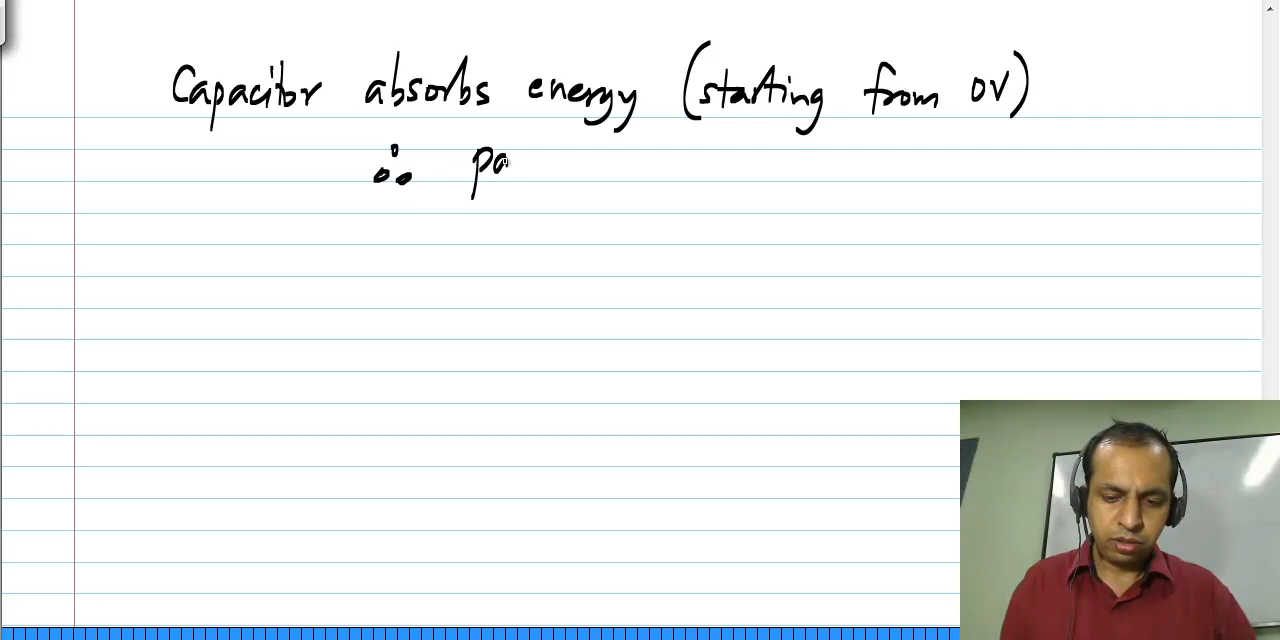 Capacitor absorbs energy (starting from 0V)
∴ pa